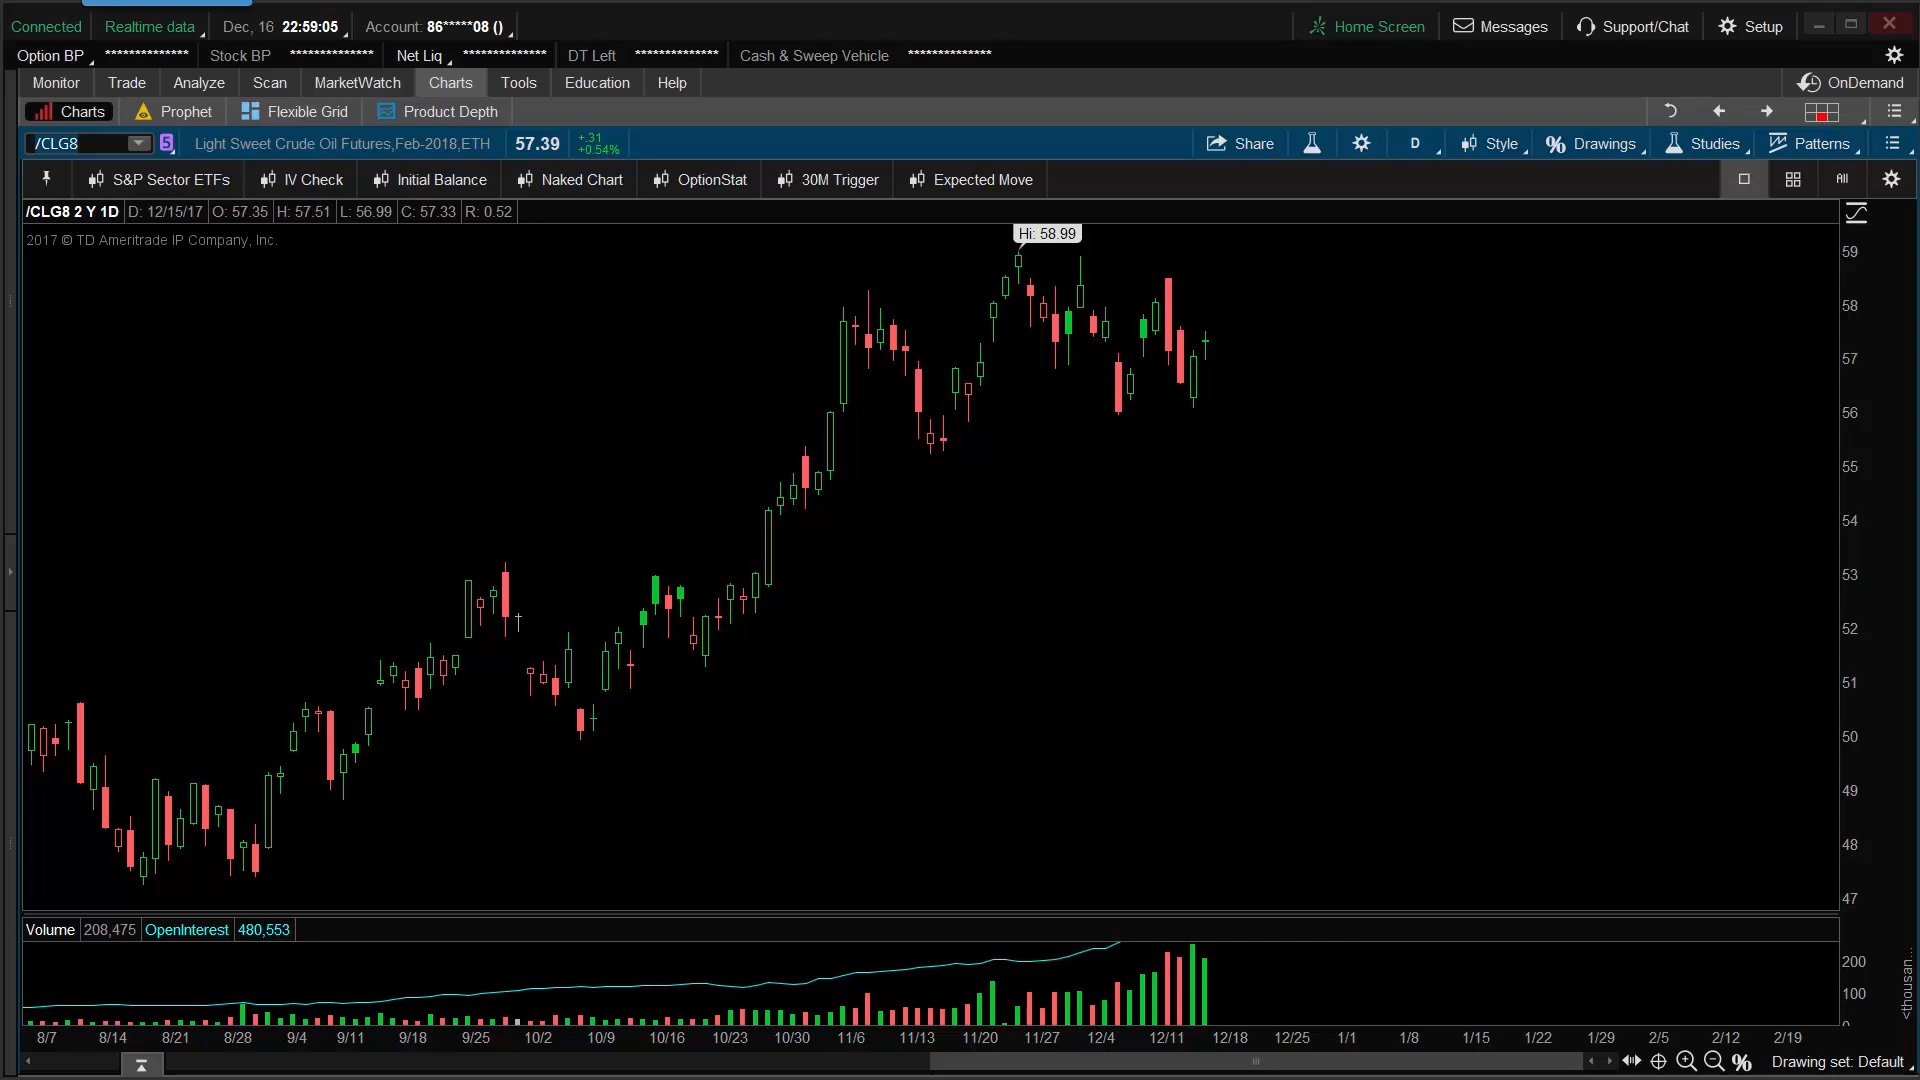 Connected Realtime data Dec, 16 22:59:05 Account: 86*****08 () Home Screen Messages Support/Chat Setup
Option BP ************** Stock BP ************** Net Liq ************** DT Left ************** Cash & Sweep Vehicle **************
Monitor Trade Analyze Scan MarketWatch Charts Tools Education Help OnDemand
Charts Prophet Flexible Grid Product Depth
/CLG8 5 Light Sweet Crude Oil Futures,Feb-2018,ETH 57.39 +.31 +0.54% Share D Style Drawings Studies Patterns
S&P Sector ETFs IV Check Initial Balance Naked Chart OptionStat 30M Trigger Expected Move All
/CLG8 2 Y 1D D: 12/15/17 O: 57.35 H: 57.51 L: 56.99 C: 57.33 R: 0.52
2017 © TD Ameritrade IP Company, Inc.
Hi: 58.99
59
58
57
56
55
54
53
52
51
50
49
48
47
Volume 208,475 OpenInterest 480,553
200
100
0
<thousan...
8/7 8/14 8/21 8/28 9/4 9/11 9/18 9/25 10/2 10/9 10/16 10/23 10/30 11/6 11/13 11/20 11/27 12/4 12/11 12/18 12/25 1/1 1/8 1/15 1/22 1/29 2/5 2/12 2/19
Drawing set: Default